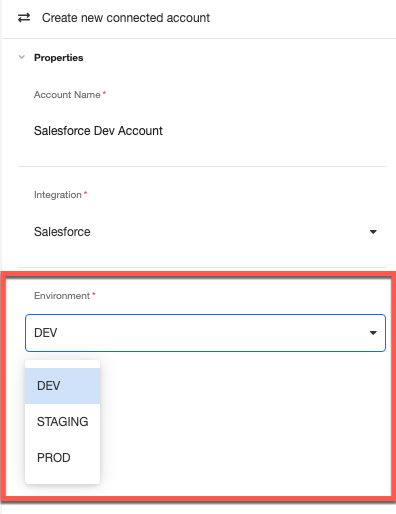 Create new connected account
Properties
Account Name*
Salesforce Dev Account
Integration*
Salesforce
Environment*
DEV
DEV
STAGING
PROD